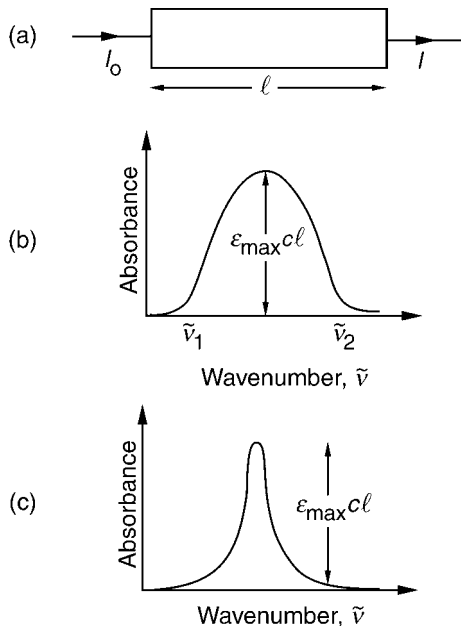 (a)
I₀ I
ℓ
(b)
Absorbance
εmaxcℓ
ν̃₁ ν̃₂
Wavenumber, ν̃
(c)
Absorbance
εmaxcℓ
Wavenumber, ν̃